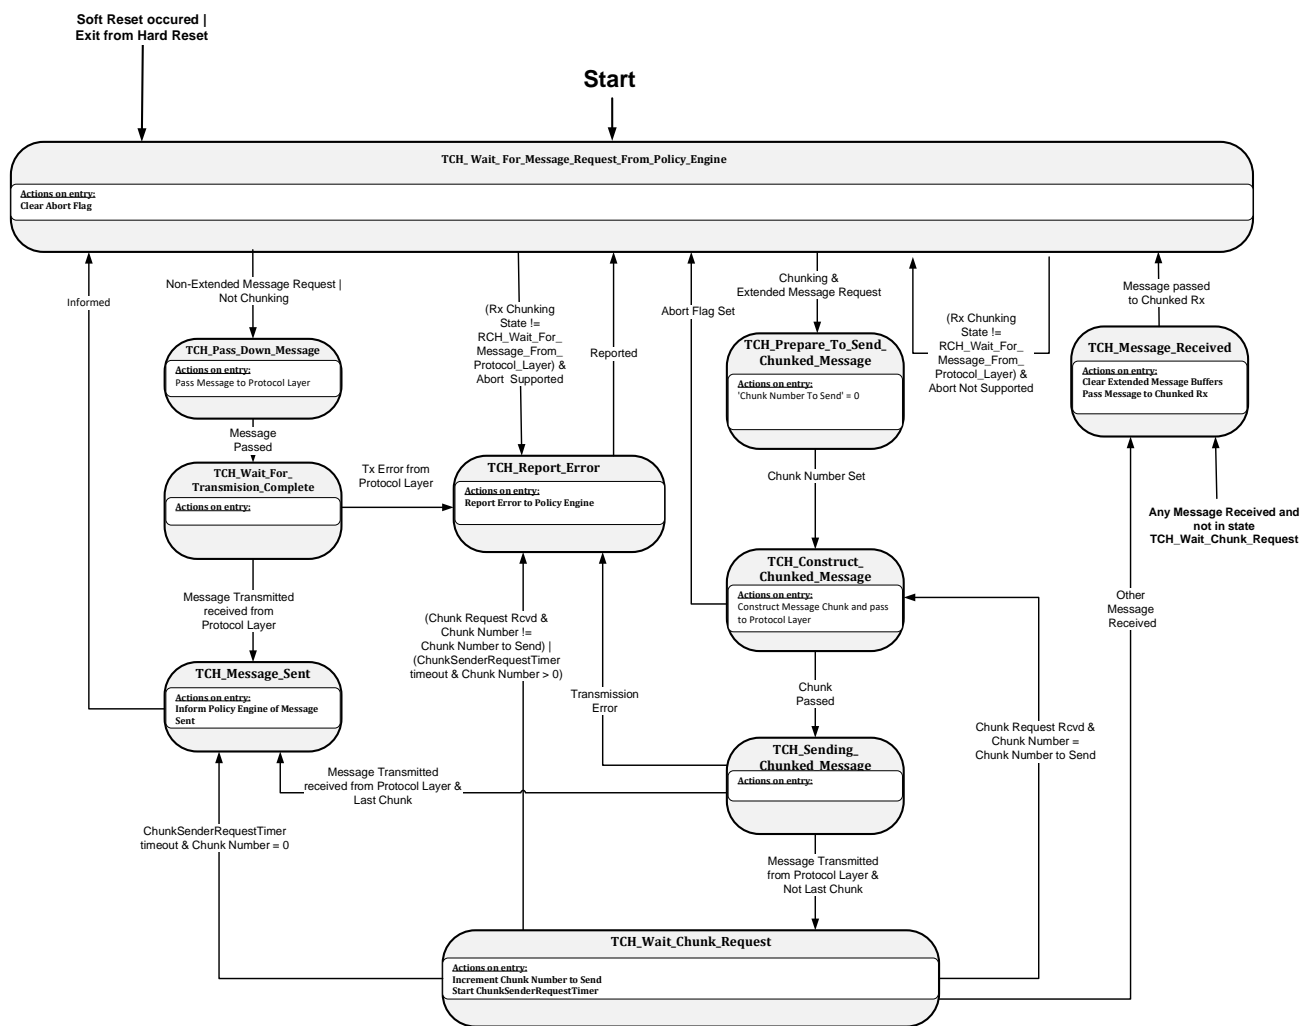 Soft Reset occured |
Exit from Hard Reset
Start
TCH_ Wait_ For_Message_Request_From_Policy_Engine
Actions on entry:
Clear Abort Flag
Informed
Non-Extended Message Request |
Not Chunking
(Rx Chunking
State !=
RCH_Wait_For_
Message_From_
Protocol_Layer) &
Abort Supported
Reported
Abort Flag Set
Chunking &
Extended Message Request
(Rx Chunking
State !=
RCH_Wait_For_
Message_From_
Protocol_Layer) &
Abort Not Supported
Message passed
to Chunked Rx
TCH_Pass_Down_Message
Actions on entry:
Pass Message to Protocol Layer
TCH_Prepare_To_Send_
Chunked_Message
Actions on entry:
'Chunk Number To Send' = 0
TCH_Message_Received
Actions on entry:
Clear Extended Message Buffers
Pass Message to Chunked Rx
Message
Passed
TCH_Wait_For_
Transmision_Complete
Actions on entry:
Tx Error from
Protocol Layer
TCH_Report_Error
Actions on entry:
Report Error to Policy Engine
Chunk Number Set
Any Message Received and
not in state
TCH_Wait_Chunk_Request
TCH_Construct_
Chunked_Message
Actions on entry:
Construct Message Chunk and pass
to Protocol Layer
Message Transmitted
received from
Protocol Layer
(Chunk Request Rcvd &
Chunk Number !=
Chunk Number to Send) |
(ChunkSenderRequestTimer
timeout & Chunk Number > 0)
Other
Message
Received
TCH_Message_Sent
Actions on entry:
Inform Policy Engine of Message
Sent
Transmission
Error
Chunk
Passed
Chunk Request Rcvd &
Chunk Number =
Chunk Number to Send
TCH_Sending_
Chunked_Message
Actions on entry:
Message Transmitted
received from Protocol Layer &
Last Chunk
ChunkSenderRequestTimer
timeout & Chunk Number = 0
Message Transmitted
from Protocol Layer &
Not Last Chunk
TCH_Wait_Chunk_Request
Actions on entry:
Increment Chunk Number to Send
Start ChunkSenderRequestTimer